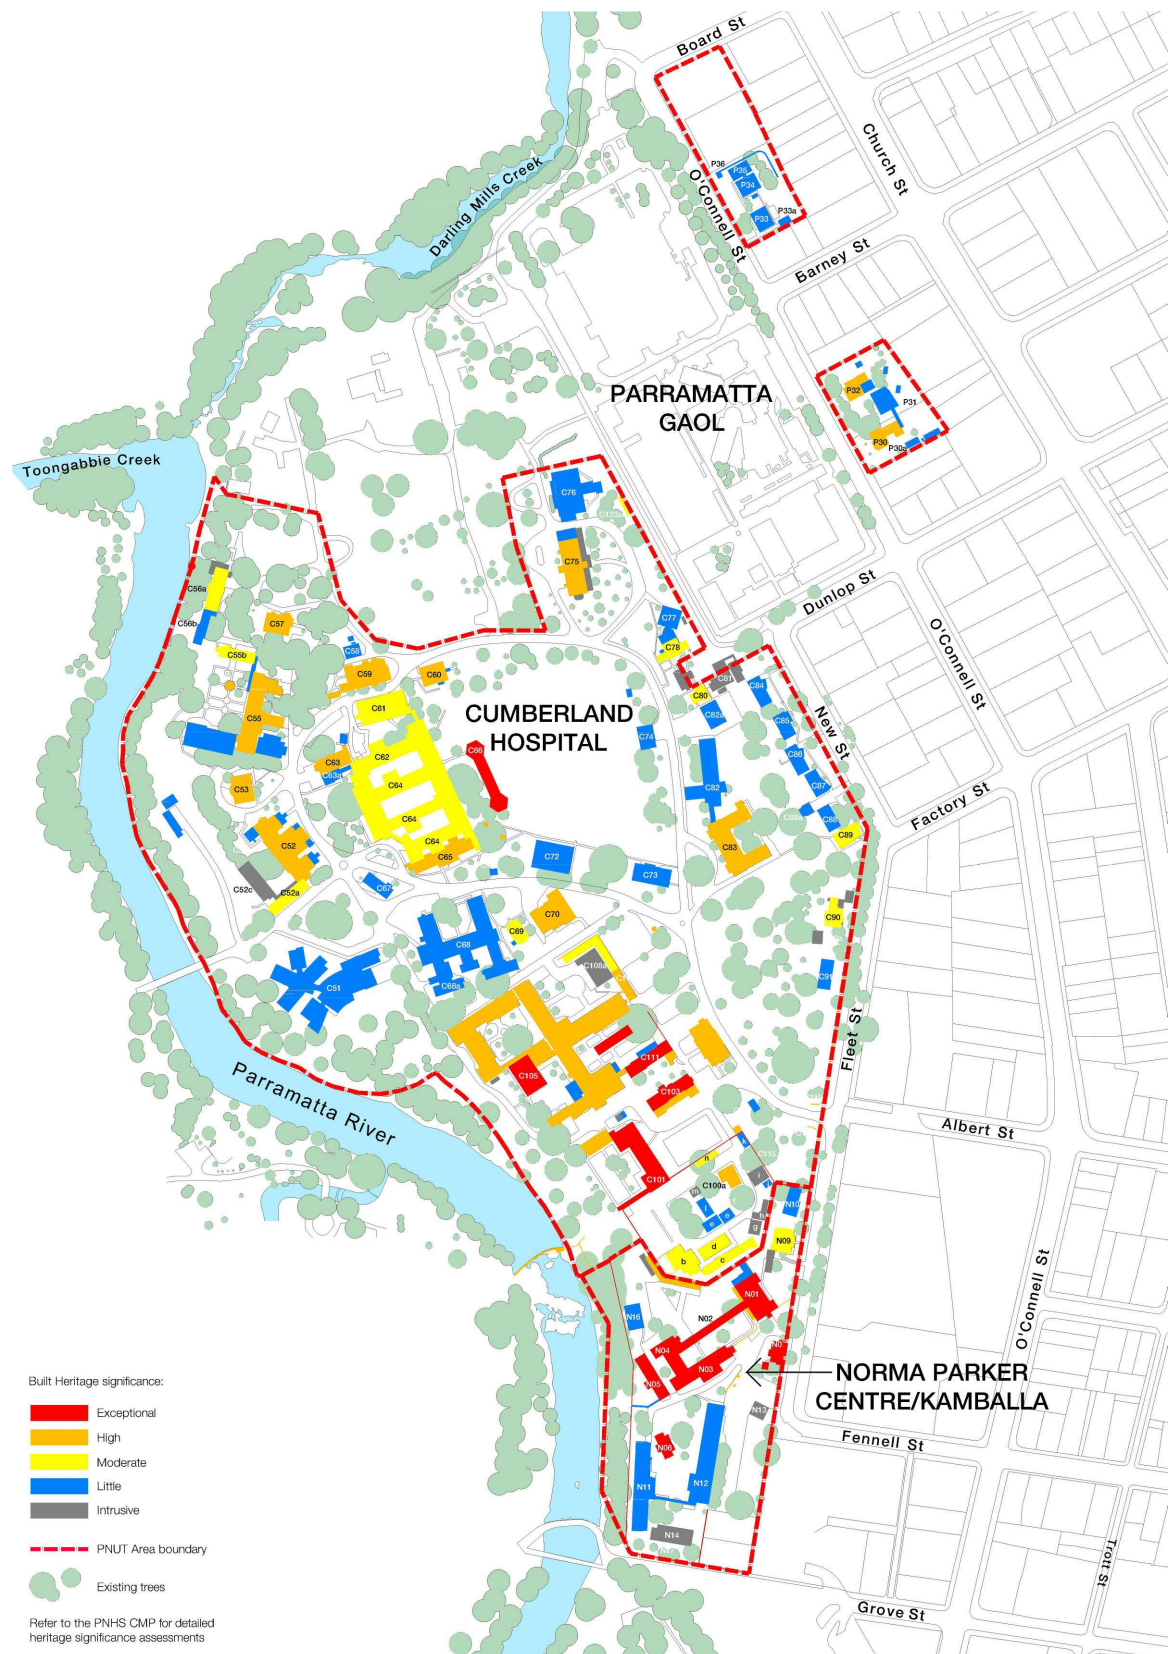 Board St
Church St
P36
P35
P34
P33
P33a
O'Connell St
Darling Mills Creek
Barney St
PARRAMATTA
GAOL
P32
P31
P30
P30a
Toongabbie Creek
C76
C123a
C75
Dunlop St
C56a
C56b
C57
C77
C78
C58
C55b
C59
C60
C81
C80
C84
O'Connell St
C61
CUMBERLAND
HOSPITAL
C82a
C85
New St
C55
C74
C66
C62
C63
C63a
C86
C64
C87
C53
C82
Factory St
C64
C88a
C88
C89
C64
C52
C65
C83
C72
C73
C67
C52c
C52a
C70
C90
C69
C68
C108a
C91
C68a
C51
Fleet St
C111
C105
C103
Parramatta River
Albert St
C115
n
C101
C100a
i
m
l
e
e
h
g
N10
N09
d
c
b
O'Connell St
N01
N16
N02
N04
N03
N05
NORMA PARKER
CENTRE/KAMBALLA
N13
Fennell St
N06
N11
N12
N14
Trott St
Grove St
Built Heritage significance:
Exceptional
High
Moderate
Little
Intrusive
PNUT Area boundary
Existing trees
Refer to the PNHS CMP for detailed
heritage significance assessments